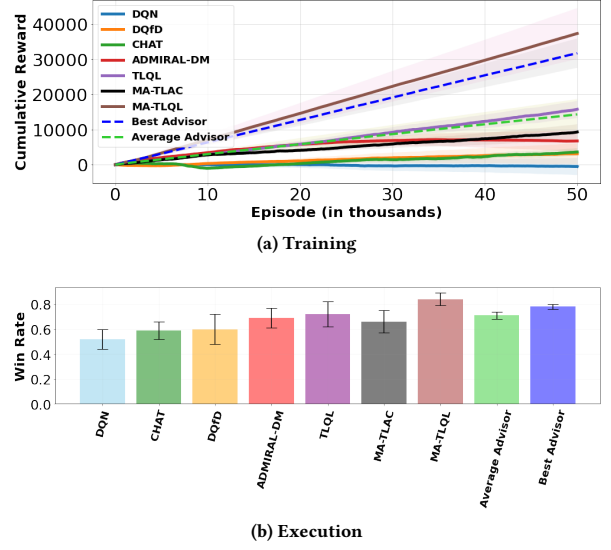 DQN
DQfD
CHAT
ADMIRAL-DM
TLQL
MA-TLAC
MA-TLQL
Best Advisor
Average Advisor
Cumulative Reward
40000
30000
20000
10000
0
0 10 20 30 40 50
Episode (in thousands)
(a) Training
Win Rate
0.8
0.6
0.4
0.2
0.0
DQN
CHAT
DQfD
ADMIRAL-DM
TLQL
MA-TLAC
MA-TLQL
Average Advisor
Best Advisor
(b) Execution